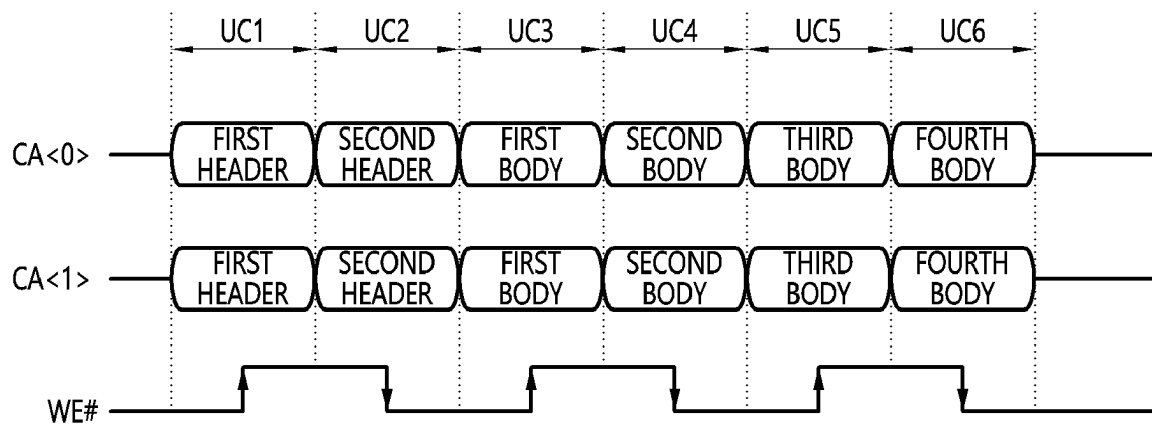 UC1 UC2 UC3 UC4 UC5 UC6
CA<0>
FIRST HEADER
SECOND HEADER
FIRST BODY
SECOND BODY
THIRD BODY
FOURTH BODY
CA<1>
FIRST HEADER
SECOND HEADER
FIRST BODY
SECOND BODY
THIRD BODY
FOURTH BODY
WE#